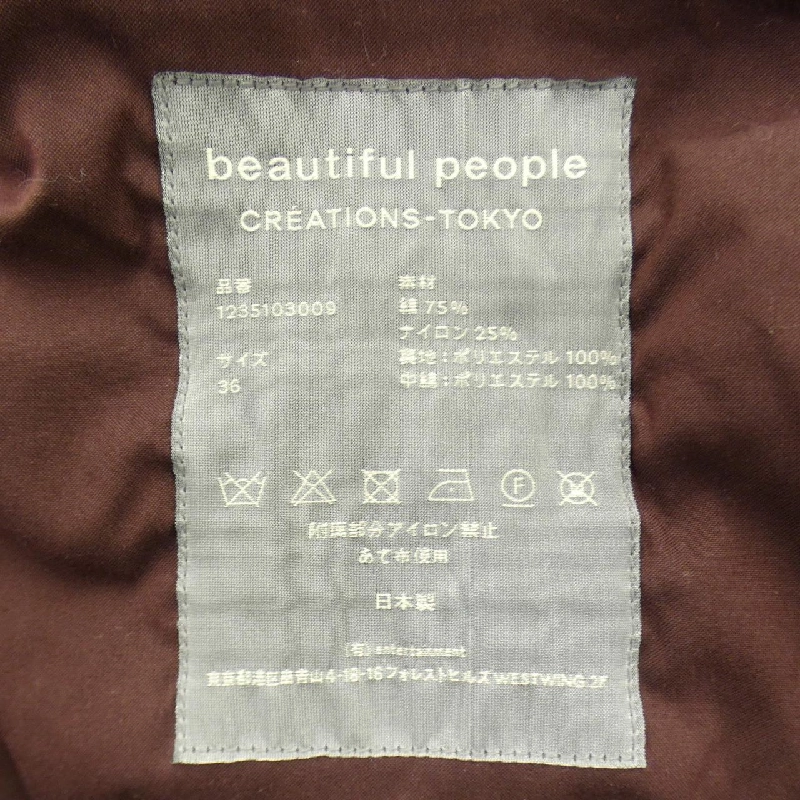 beautiful people
CRÉATIONS-TOKYO
品番
1235103009
サイズ
36
素材
綿 75%
ナイロン 25%
裏地:ポリエステル 100%
中綿:ポリエステル 100%
F
附属部分アイロン禁止
あて布使用
日本製
(有) entertainment
東京都港区南青山4-18-16フォレストヒルズWESTWING 2F